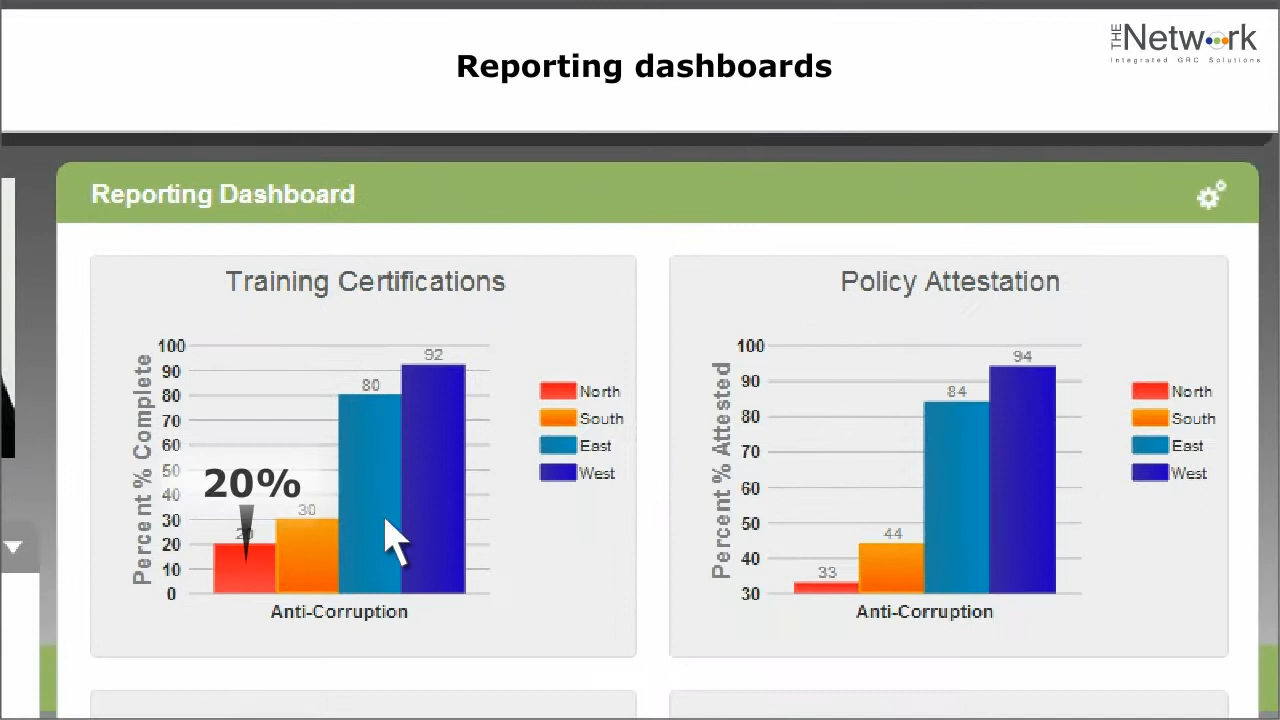 THE Network
Integrated GRC Solutions
Reporting dashboards
Reporting Dashboard
Training Certifications
Percent % Complete
100
90
80
70
60
50
40
30
20
10
0
20%
20
30
80
92
Anti-Corruption
North
South
East
West
Policy Attestation
Percent % Attested
100
90
80
70
60
50
40
30
33
44
84
94
Anti-Corruption
North
South
East
West